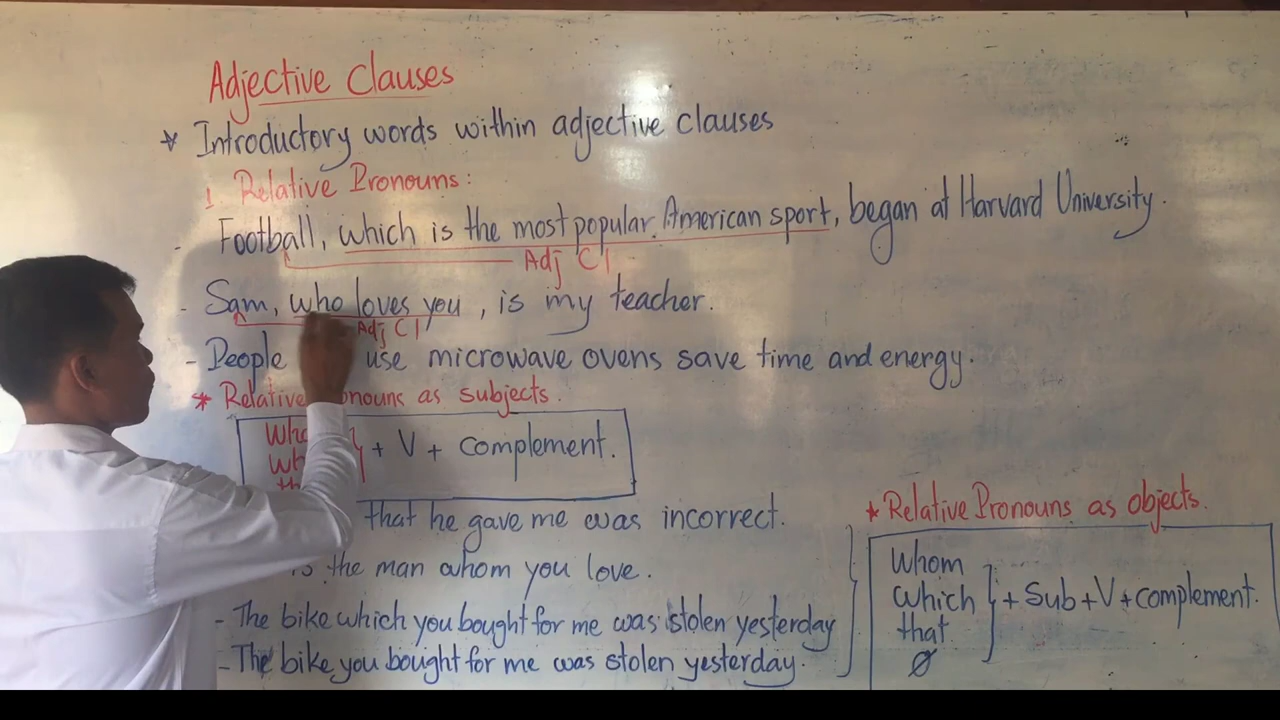 Adjective Clauses
* Introductory words within adjective clauses
1 Relative Pronouns:
- Football, which is the most popular American sport, began at Harvard University.
Adj Cl
- Sam, who loves you, is my teacher.
Adj Cl
- People use microwave ovens save time and energy.
* Relative as subjects.
+ V + complement.
that he gave me was incorrect.
the man whom you love.
- The bike which you bought for me was stolen yesterday
- The bike you bought for me was stolen yesterday.
* Relative Pronouns as objects.
Whom
Which
that
Ø
} + Sub + V + complement.